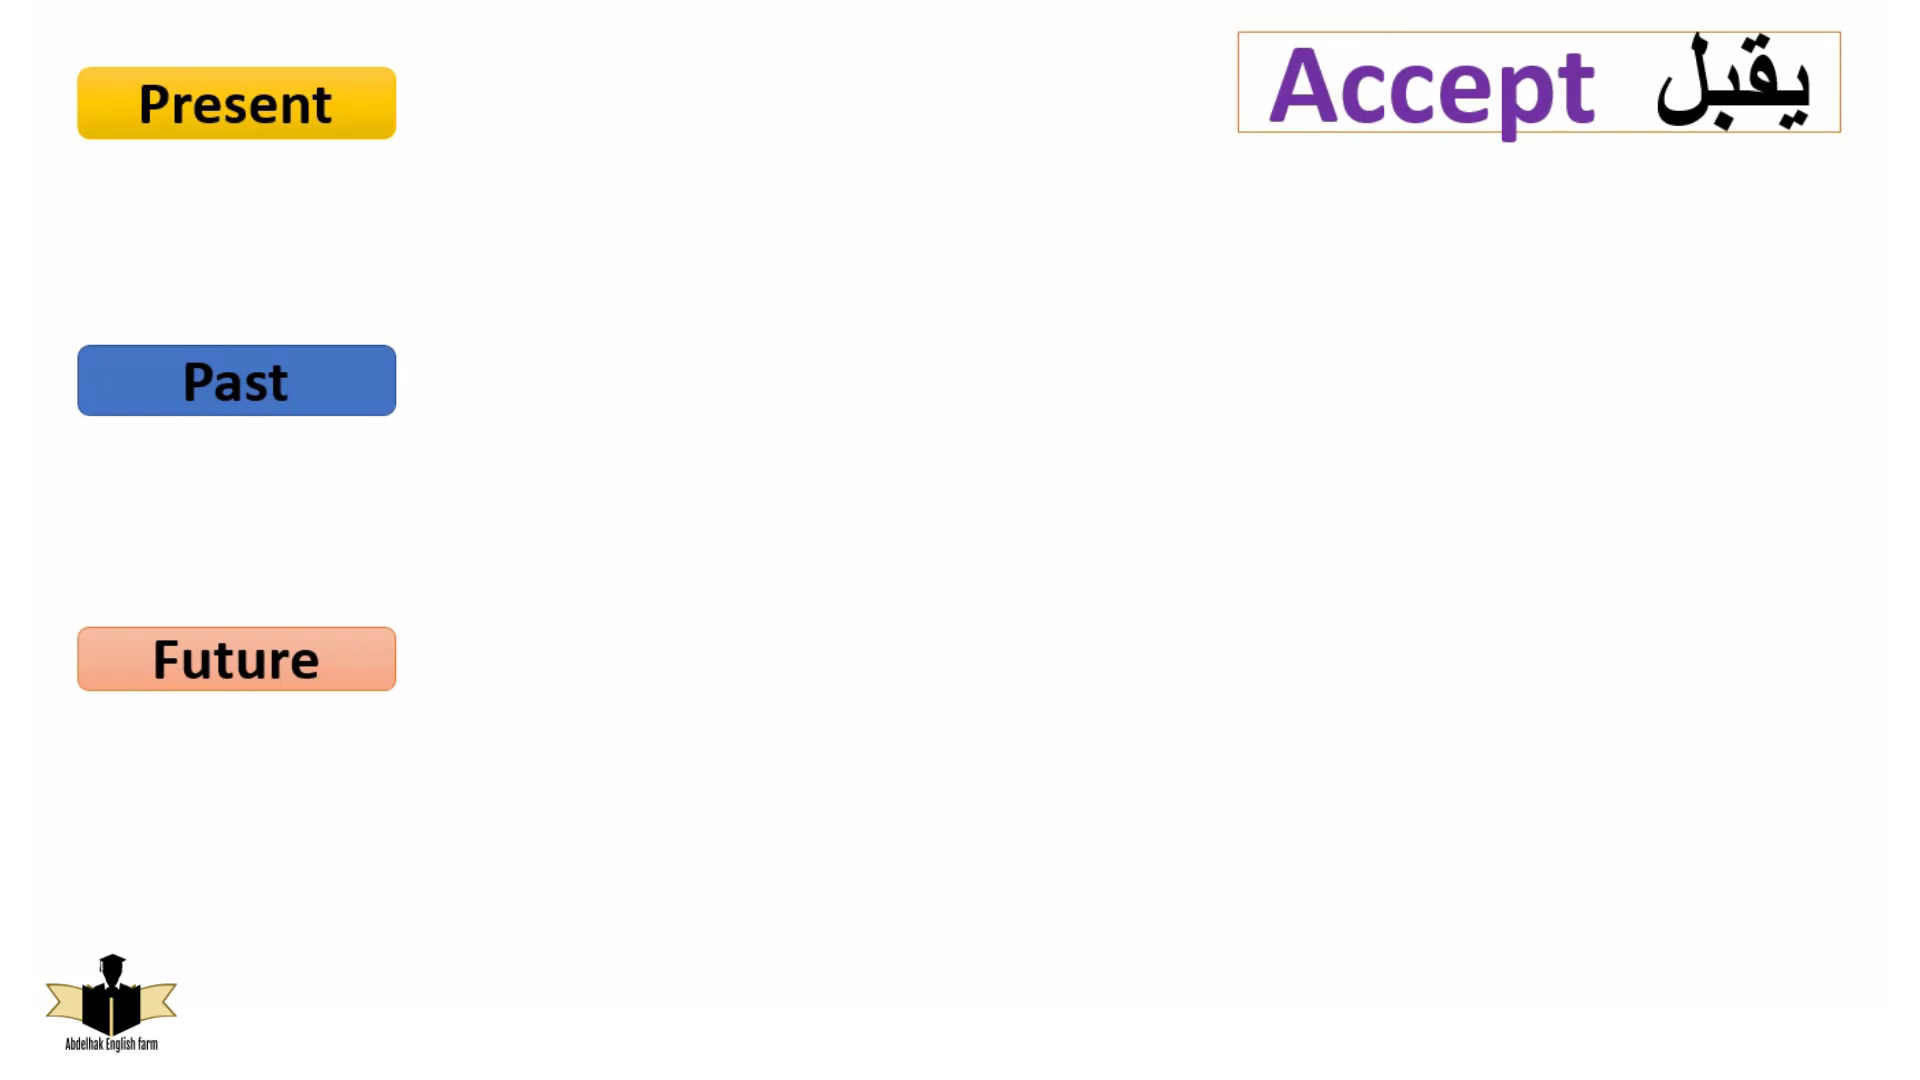 Present
Accept يقبل
Past
Future
Abdelhak English farm